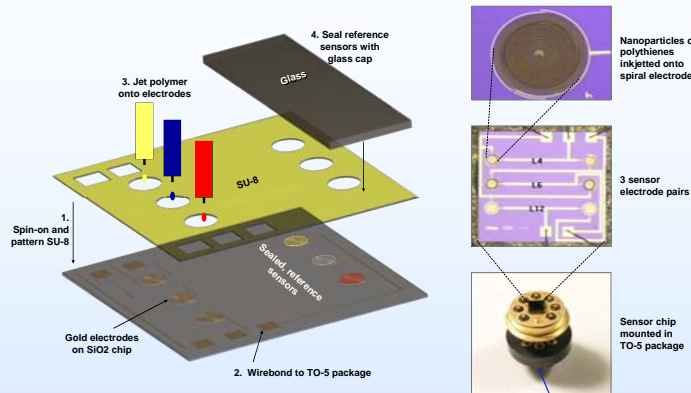 4. Seal reference
sensors with
glass cap
Glass
3. Jet polymer
onto electrodes
SU-8
1.
Spin-on and
pattern SU-8
Sealed, reference
sensors
Gold electrodes
on SiO2 chip
2. Wirebond to TO-5 package
Nanoparticles o
polythienes
inkjetted onto
spiral electrode
L4
L6
L12
3 sensor
electrode pairs
Sensor chip
mounted in
TO-5 package